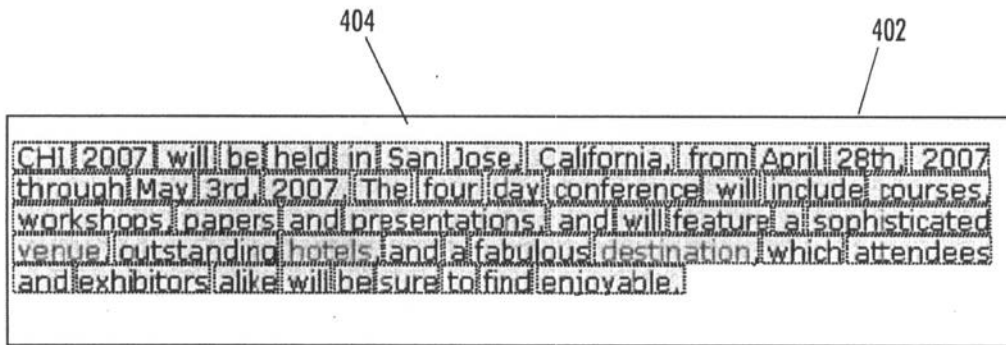 404
402
CHI 2007 will be held in San Jose, California, from April 28th, 2007
through May 3rd, 2007. The four day conference will include courses,
workshops, papers and presentations, and will feature a sophisticated
venue, outstanding hotels, and a fabulous destination, which attendees
and exhibitors alike will be sure to find enjoyable.